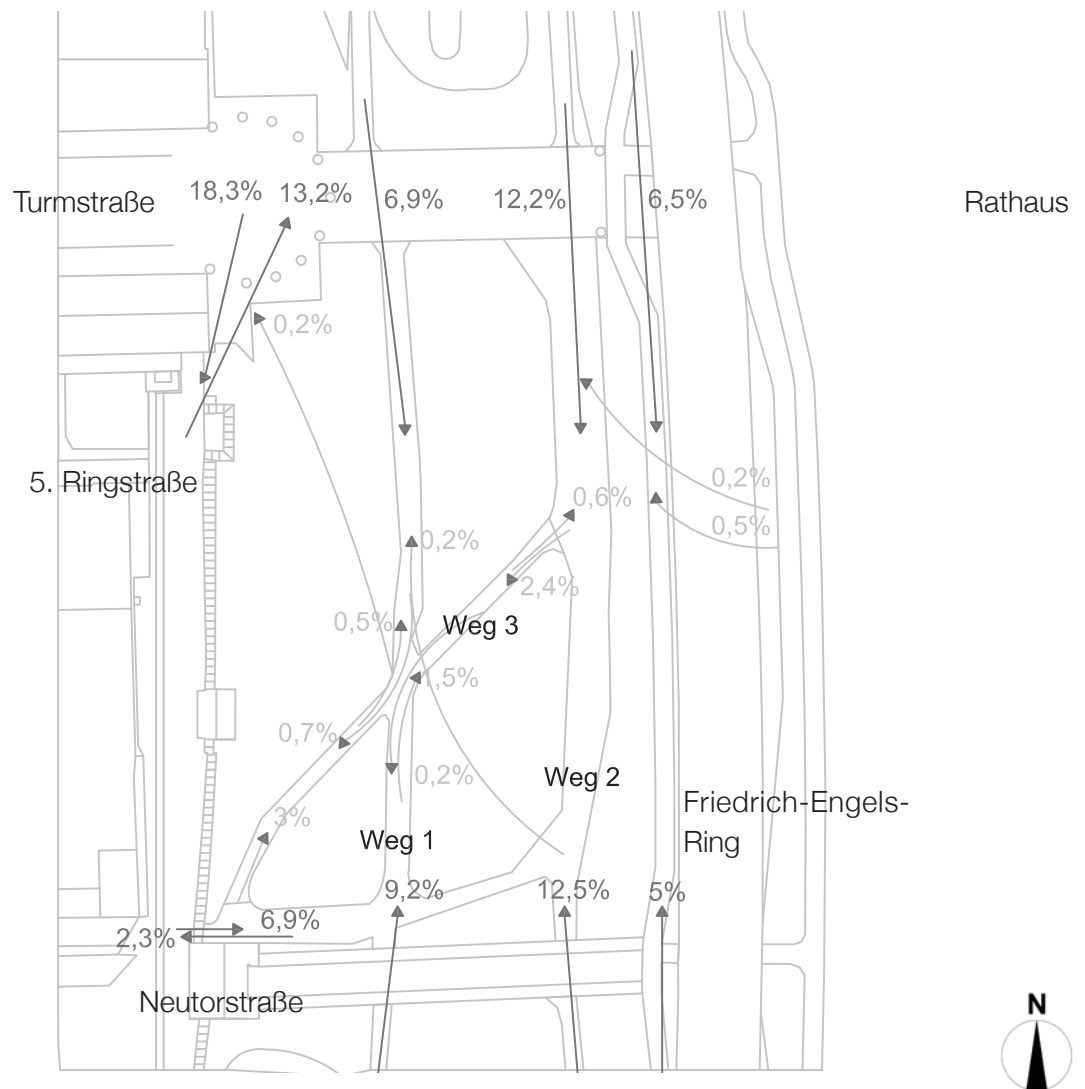 18,3%
13,2%
6,9%
12,2%
6,5%
Turmstraße
Rathaus
0,2%
5. Ringstraße
0,2%
0,6%
0,5%
0,2%
2,4%
0,5%
Weg 3
,5%
0,7%
0,2%
Weg 2
Friedrich-Engels-
Ring
3%
Weg 1
9,2%
12,5%
5%
6,9%
2,3%
Neutorstraße
N